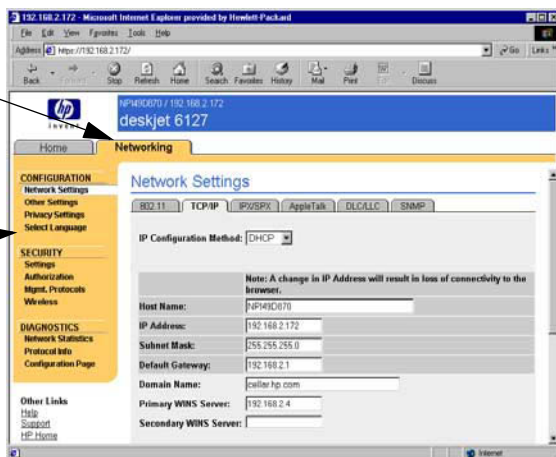 192.168.2.172 - Microsoft Internet Explorer provided by Hewlett-Packard
File Edit View Favorites Tools Help
Address https://192.168.2.172/ Go Links
Back Forward Stop Refresh Home Search Favorites History Mail Print Edit Discuss
hp
invent
NPI49D870 / 192.168.2.172
deskjet 6127
Home Networking
CONFIGURATION
Network Settings
Other Settings
Privacy Settings
Select Language
SECURITY
Settings
Authorization
Mgmt. Protocols
Wireless
DIAGNOSTICS
Network Statistics
Protocol Info
Configuration Page
Other Links
Help
Support
HP Home
Network Settings
802.11 TCP/IP IPX/SPX AppleTalk DLC/LLC SNMP
IP Configuration Method: DHCP
Note: A change in IP Address will result in loss of connectivity to the browser.
Host Name: NPI49D870
IP Address: 192.168.2.172
Subnet Mask: 255.255.255.0
Default Gateway: 192.168.2.1
Domain Name: cellar.hp.com
Primary WINS Server: 192.168.2.4
Secondary WINS Server:
Internet